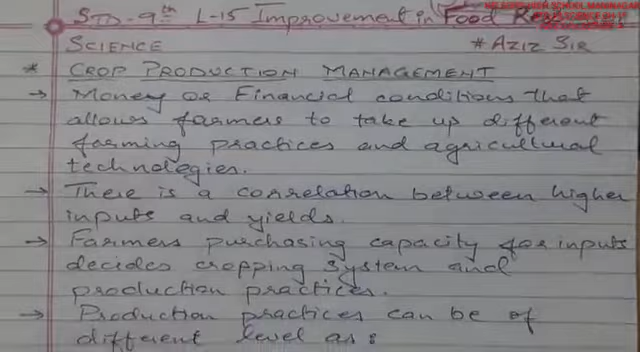 STD-9th L-15 Improvement in Food Res
SCIENCE # AZIZ SIR
* CROP PRODUCTION MANAGEMENT
→ Money or Financial conditions that
allows farmers to take up different
farming practices and agricultural
technologies.
→ There is a correlation between higher
inputs and yields.
→ Farmers purchasing capacity for inputs
decides cropping system and
production practices.
→ Production practices can be of
different level as: